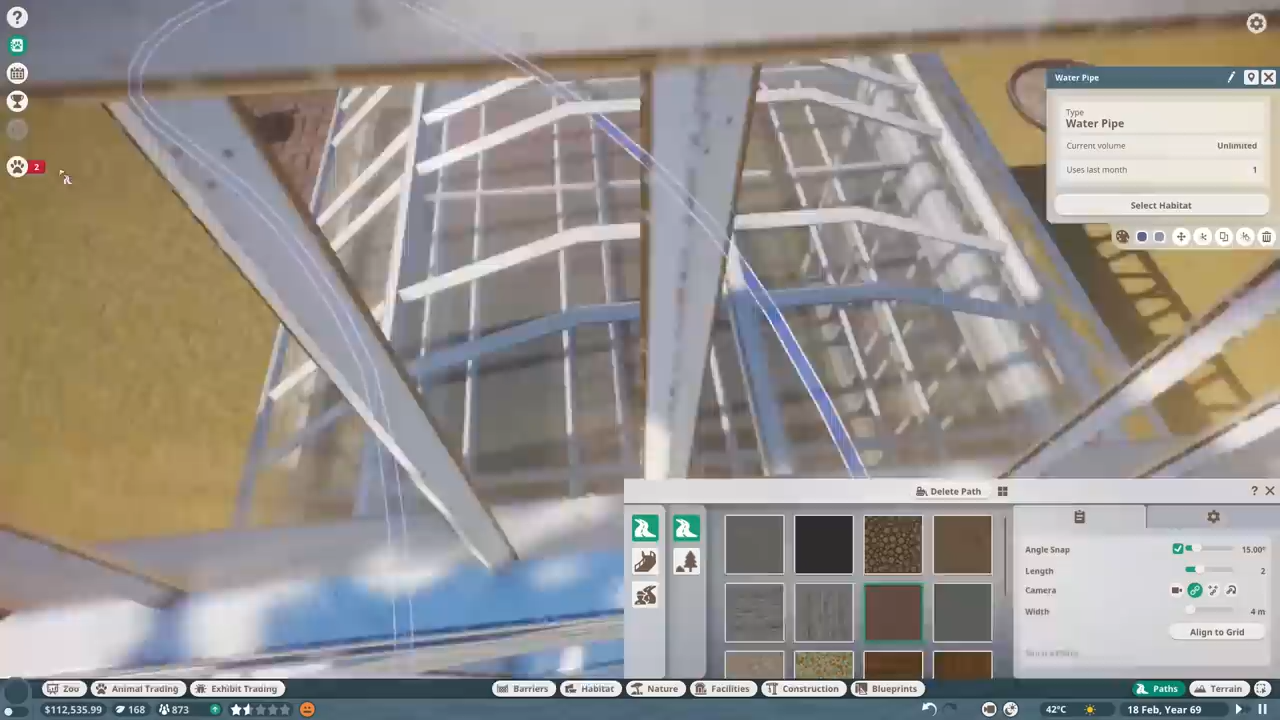 ?
2
Water Pipe
Type
Water Pipe
Current volume Unlimited
Uses last month 1
Select Habitat
Delete Path
?
Angle Snap 15.00°
Length 2
Camera
Width 4 m
Align to Grid
Zoo Animal Trading Exhibit Trading Barriers Habitat Nature Facilities Construction Blueprints Paths Terrain
$112,535.99 168 873 42°C 18 Feb, Year 69